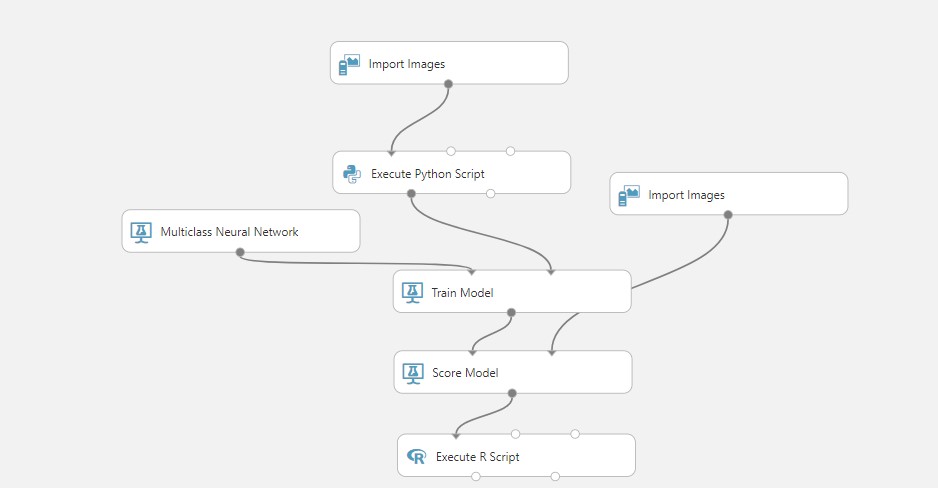 Import Images
Execute Python Script
Import Images
Multiclass Neural Network
Train Model
Score Model
Execute R Script